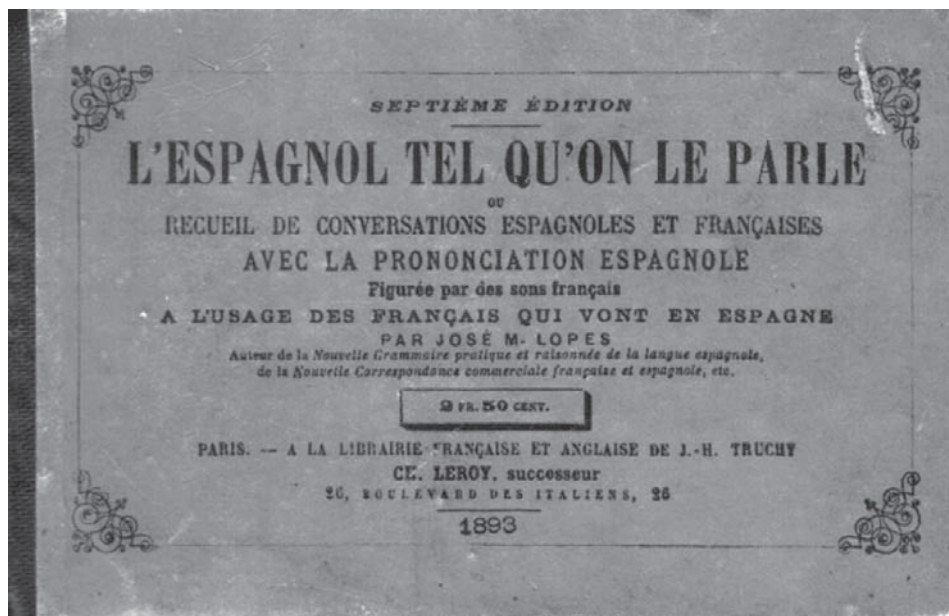 SEPTIÈME ÉDITION
L'ESPAGNOL TEL QU'ON LE PARLE
OU
RECUEIL DE CONVERSATIONS ESPAGNOLES ET FRANÇAISES
AVEC LA PRONONCIATION ESPAGNOLE
Figurée par des sons français
A L'USAGE DES FRANÇAIS QUI VONT EN ESPAGNE
PAR JOSÉ M. LOPES
Auteur de la Nouvelle Grammaire pratique et raisonnée de la langue espagnole,
de la Nouvelle Correspondance commerciale française et espagnole, etc.
2 FR. 50 CENT.
PARIS. — A LA LIBRAIRIE FRANÇAISE ET ANGLAISE DE J.-H. TRUCHY
CH. LEROY, successeur
26, BOULEVARD DES ITALIENS, 26
1893